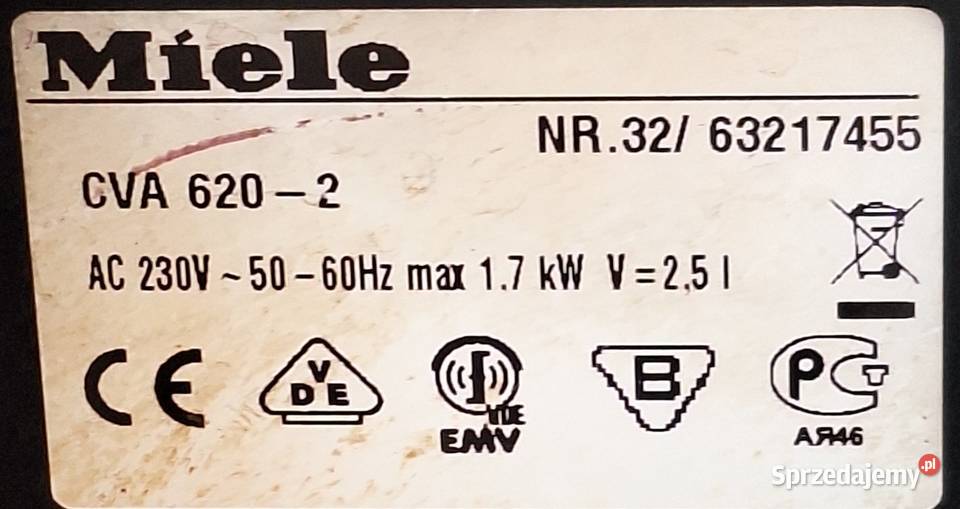 Miele
NR.32/ 63217455
CVA 620-2
AC 230V ~ 50-60Hz max 1.7 kW V=2,5 l
CE VDE VDE B PCT
EMV АЯ46
Sprzedajemy.pl